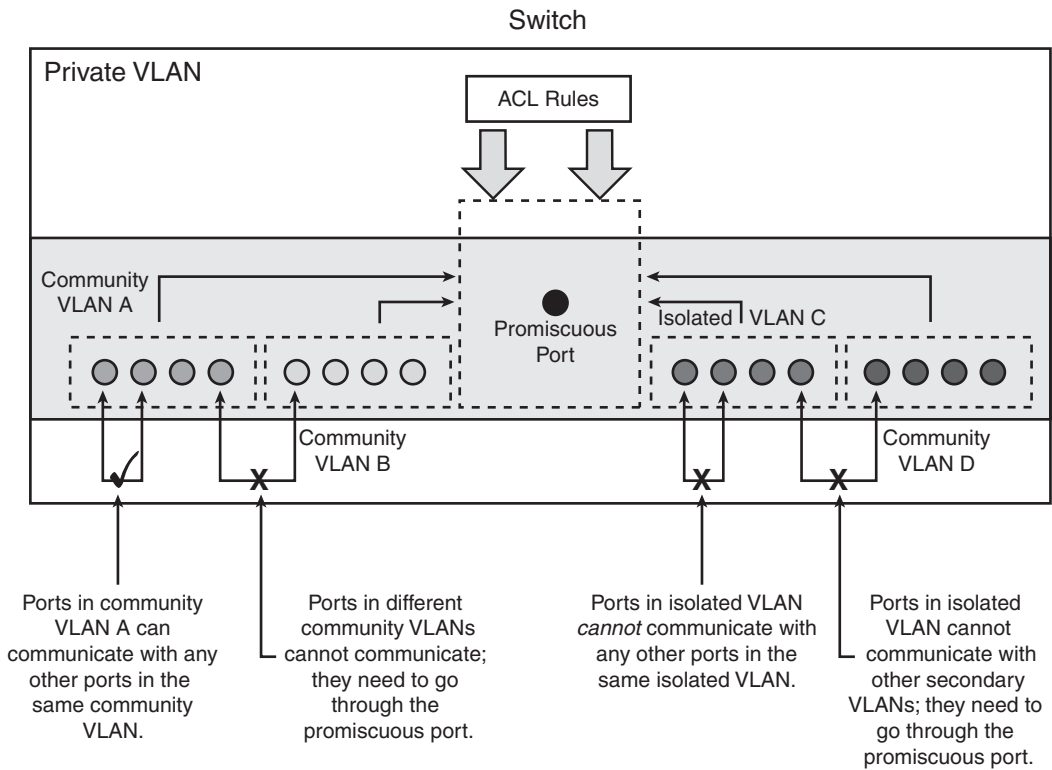 Switch
Private VLAN
ACL Rules
Community
VLAN A
Promiscuous
Port
Isolated VLAN C
Community
VLAN B
Community
VLAN D
X
X
X
X
Ports in community
VLAN A can
communicate with any
other ports in the
same community
VLAN.
Ports in different
community VLANs
cannot communicate;
they need to go
through the
promiscuous port.
Ports in isolated VLAN
cannot communicate with
any other ports in the
same isolated VLAN.
Ports in isolated
VLAN cannot
communicate with
other secondary
VLANs; they need to
go through the
promiscuous port.